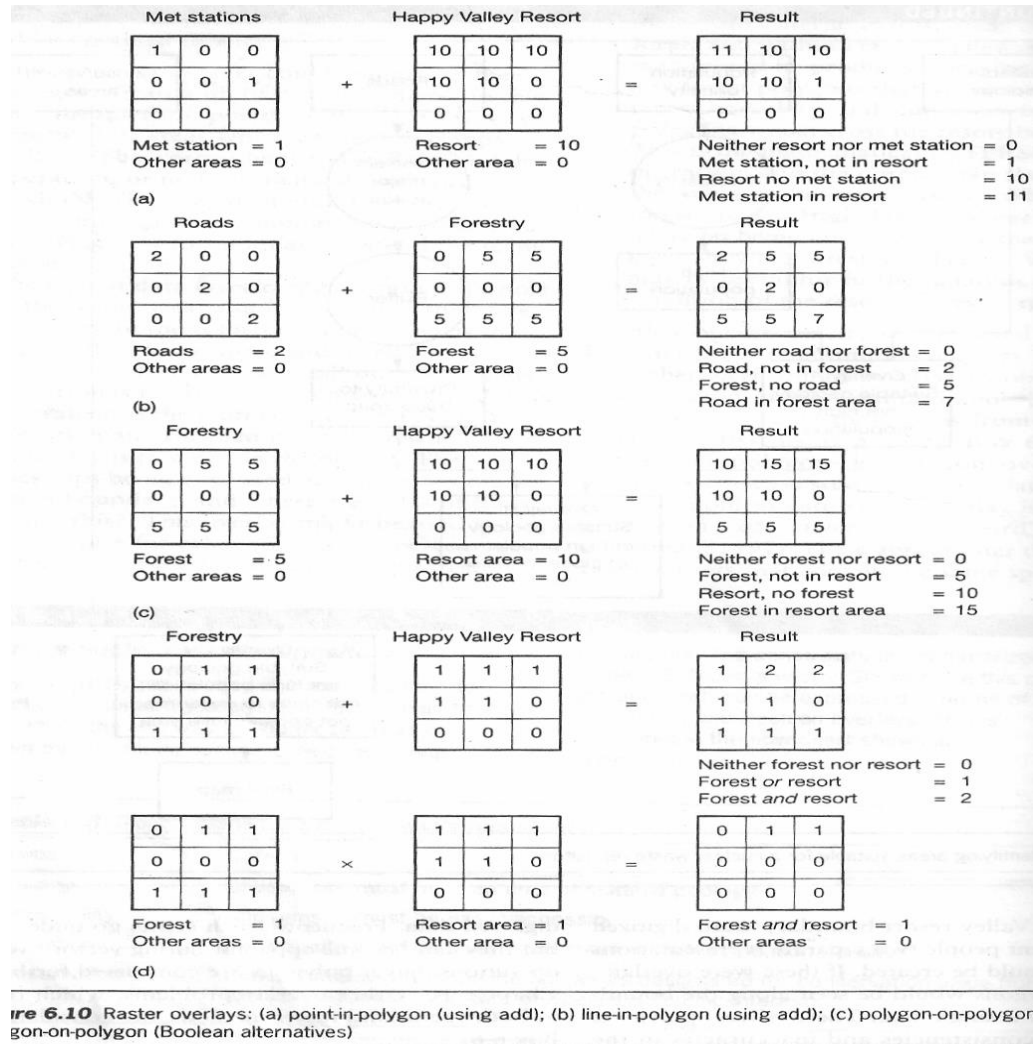 Met stations Happy Valley Resort Result
1 0 0 10 10 10 11 10 10
0 0 1 + 10 10 0 = 10 10 1
0 0 0 0 0 0 0 0 0
Met station = 1 Resort = 10 Neither resort nor met station = 0
Other areas = 0 Other area = 0 Met station, not in resort = 1
Resort no met station = 10
Met station in resort = 11
(a)
Roads Forestry Result
2 0 0 0 5 5 2 5 5
0 2 0 + 0 0 0 = 0 2 0
0 0 2 5 5 5 5 5 7
Roads = 2 Forest = 5 Neither road nor forest = 0
Other areas = 0 Other areas = 0 Road, not in forest = 2
Forest, no road = 5
(b) Road in forest area = 7
Forestry Happy Valley Resort Result
0 5 5 10 10 10 10 15 15
0 0 0 + 10 10 0 = 10 10 0
5 5 5 0 0 0 5 5 5
Forest = 5 Resort area = 10 Neither forest nor resort = 0
Other areas = 0 Other area = 0 Forest, not in resort = 5
Resort, no forest = 10
(c) Forest in resort area = 15
Forestry Happy Valley Resort Result
0 1 1 1 1 1 1 2 2
0 0 0 + 1 1 0 = 1 1 0
1 1 1 0 0 0 1 1 1
Neither forest nor resort = 0
Forest or resort = 1
Forest and resort = 2
0 1 1 1 1 1 0 1 1
0 0 0 × 1 1 0 = 0 0 0
1 1 1 0 0 0 0 0 0
Forest = 1 Resort area = 1 Forest and resort = 1
Other areas = 0 Other area = 0 Other areas = 0
(d)
re 6.10 Raster overlays: (a) point-in-polygon (using add); (b) line-in-polygon (using add); (c) polygon-on-polygon
gon-on-polygon (Boolean alternatives)